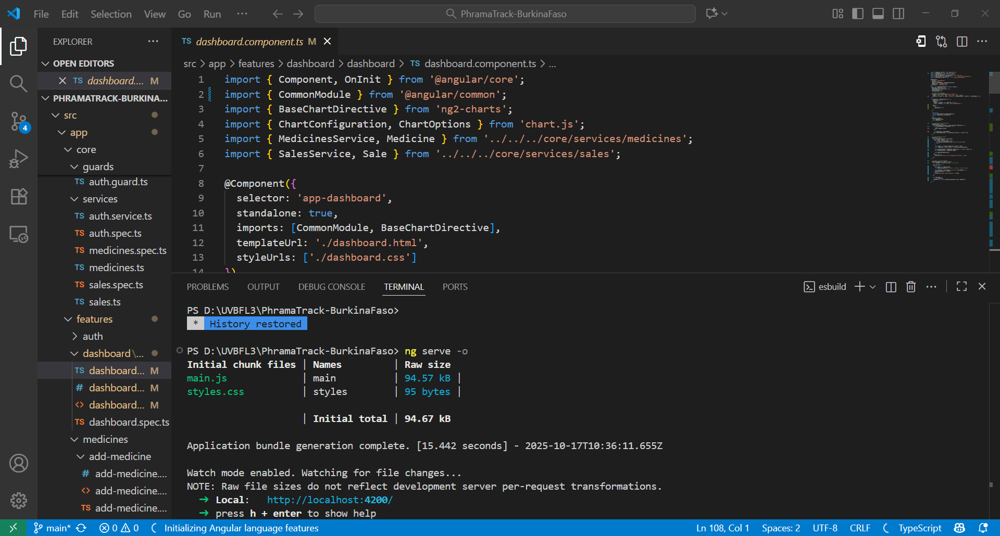 File Edit Selection View Go Run ··· PhramaTrack-BurkinaFaso
EXPLORER ···
OPEN EDITORS
TS dashboard.... M
PHRAMATRACK-BURKINA...
src
app
core
guards
TS auth.guard.ts
services
TS auth.service.ts
TS auth.spec.ts
TS medicines.spec.ts
TS medicines.ts
TS sales.spec.ts
TS sales.ts
features
auth
dashboard\...
TS dashboard... M
# dashboard... M
<> dashboard... M
TS dashboard.spec.ts
medicines
add-medicine
# add-medicine....
<> add-medicine....
TS add-medicine....
4
TS dashboard.component.ts M
src > app > features > dashboard > dashboard > TS dashboard.component.ts > ...
1 import { Component, OnInit } from '@angular/core';
2 import { CommonModule } from '@angular/common';
3 import { BaseChartDirective } from 'ng2-charts';
4 import { ChartConfiguration, ChartOptions } from 'chart.js';
5 import { MedicinesService, Medicine } from '../../../core/services/medicines';
6 import { SalesService, Sale } from '../../../core/services/sales';
7
8 @Component({
9 selector: 'app-dashboard',
10 standalone: true,
11 imports: [CommonModule, BaseChartDirective],
12 templateUrl: './dashboard.html',
13 styleUrls: ['./dashboard.css']
14 })
PROBLEMS OUTPUT DEBUG CONSOLE TERMINAL PORTS esbuild
PS D:\UVBFL3\PhramaTrack-BurkinaFaso>
* History restored
PS D:\UVBFL3\PhramaTrack-BurkinaFaso> ng serve -o
Initial chunk files | Names | Raw size
main.js | main | 94.57 kB |
styles.css | styles | 95 bytes |
| Initial total | 94.67 kB
Application bundle generation complete. [15.442 seconds] - 2025-10-17T10:36:11.655Z
Watch mode enabled. Watching for file changes...
NOTE: Raw file sizes do not reflect development server per-request transformations.
➜ Local: http://localhost:4200/
➜ press h + enter to show help
main* 0 0 Initializing Angular language features Ln 108, Col 1 Spaces: 2 UTF-8 CRLF TypeScript